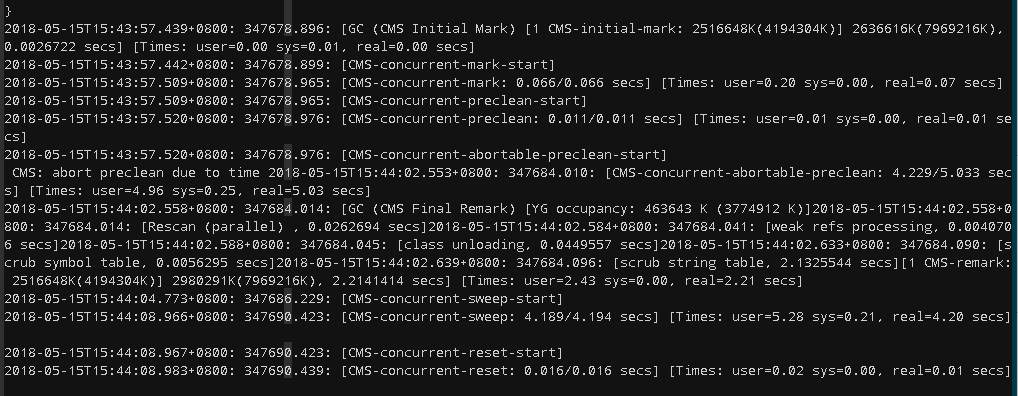 }
2018-05-15T15:43:57.439+0800: 347678.896: [GC (CMS Initial Mark) [1 CMS-initial-mark: 2516648K(4194304K)] 2636616K(7969216K),
0.0026722 secs] [Times: user=0.00 sys=0.01, real=0.00 secs]
2018-05-15T15:43:57.442+0800: 347678.899: [CMS-concurrent-mark-start]
2018-05-15T15:43:57.509+0800: 347678.965: [CMS-concurrent-mark: 0.066/0.066 secs] [Times: user=0.20 sys=0.00, real=0.07 secs]
2018-05-15T15:43:57.509+0800: 347678.965: [CMS-concurrent-preclean-start]
2018-05-15T15:43:57.520+0800: 347678.976: [CMS-concurrent-preclean: 0.011/0.011 secs] [Times: user=0.01 sys=0.00, real=0.01 se
cs]
2018-05-15T15:43:57.520+0800: 347678.976: [CMS-concurrent-abortable-preclean-start]
 CMS: abort preclean due to time 2018-05-15T15:44:02.553+0800: 347684.010: [CMS-concurrent-abortable-preclean: 4.229/5.033 sec
s] [Times: user=4.96 sys=0.25, real=5.03 secs]
2018-05-15T15:44:02.558+0800: 347684.014: [GC (CMS Final Remark) [YG occupancy: 463643 K (3774912 K)]2018-05-15T15:44:02.558+0
800: 347684.014: [Rescan (parallel) , 0.0262694 secs]2018-05-15T15:44:02.584+0800: 347684.041: [weak refs processing, 0.004070
6 secs]2018-05-15T15:44:02.588+0800: 347684.045: [class unloading, 0.0449557 secs]2018-05-15T15:44:02.633+0800: 347684.090: [s
crub symbol table, 0.0056295 secs]2018-05-15T15:44:02.639+0800: 347684.096: [scrub string table, 2.1325544 secs][1 CMS-remark:
 2516648K(4194304K)] 2980291K(7969216K), 2.2141414 secs] [Times: user=2.43 sys=0.00, real=2.21 secs]
2018-05-15T15:44:04.773+0800: 347686.229: [CMS-concurrent-sweep-start]
2018-05-15T15:44:08.966+0800: 347690.423: [CMS-concurrent-sweep: 4.189/4.194 secs] [Times: user=5.28 sys=0.21, real=4.20 secs]
2018-05-15T15:44:08.967+0800: 347690.423: [CMS-concurrent-reset-start]
2018-05-15T15:44:08.983+0800: 347690.439: [CMS-concurrent-reset: 0.016/0.016 secs] [Times: user=0.02 sys=0.00, real=0.01 secs]